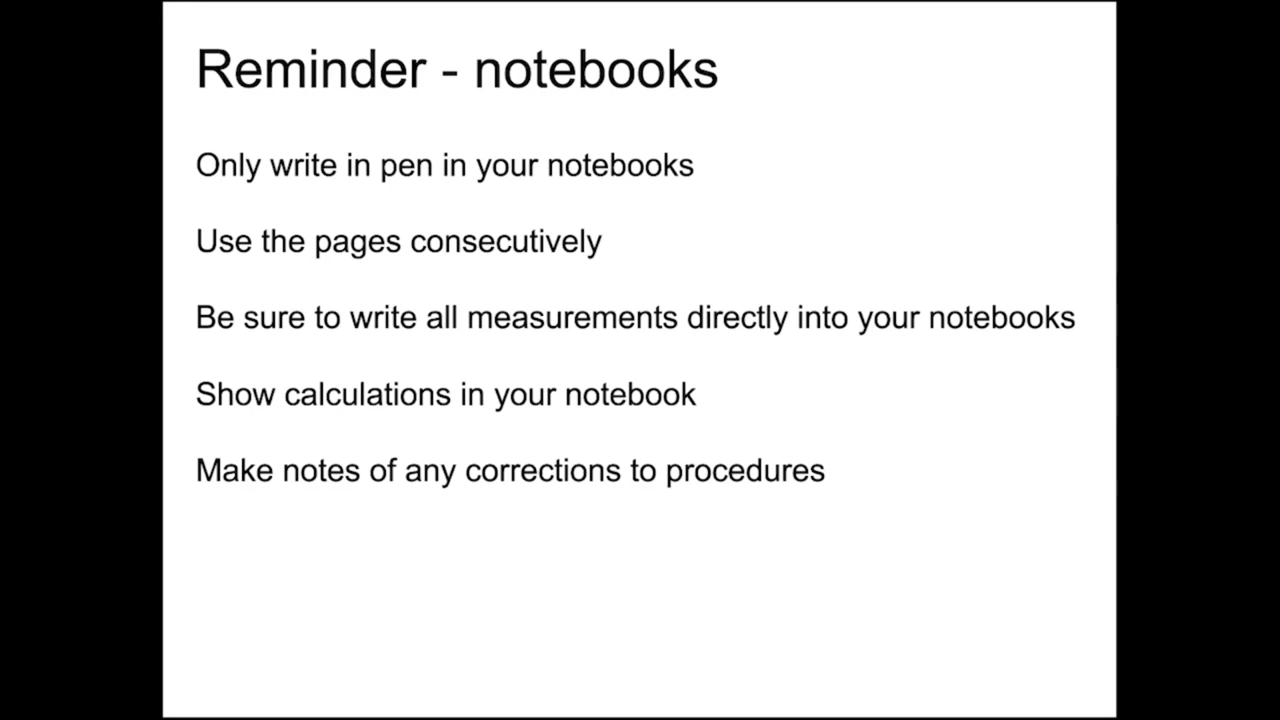 Reminder - notebooks
Only write in pen in your notebooks
Use the pages consecutively
Be sure to write all measurements directly into your notebooks
Show calculations in your notebook
Make notes of any corrections to procedures